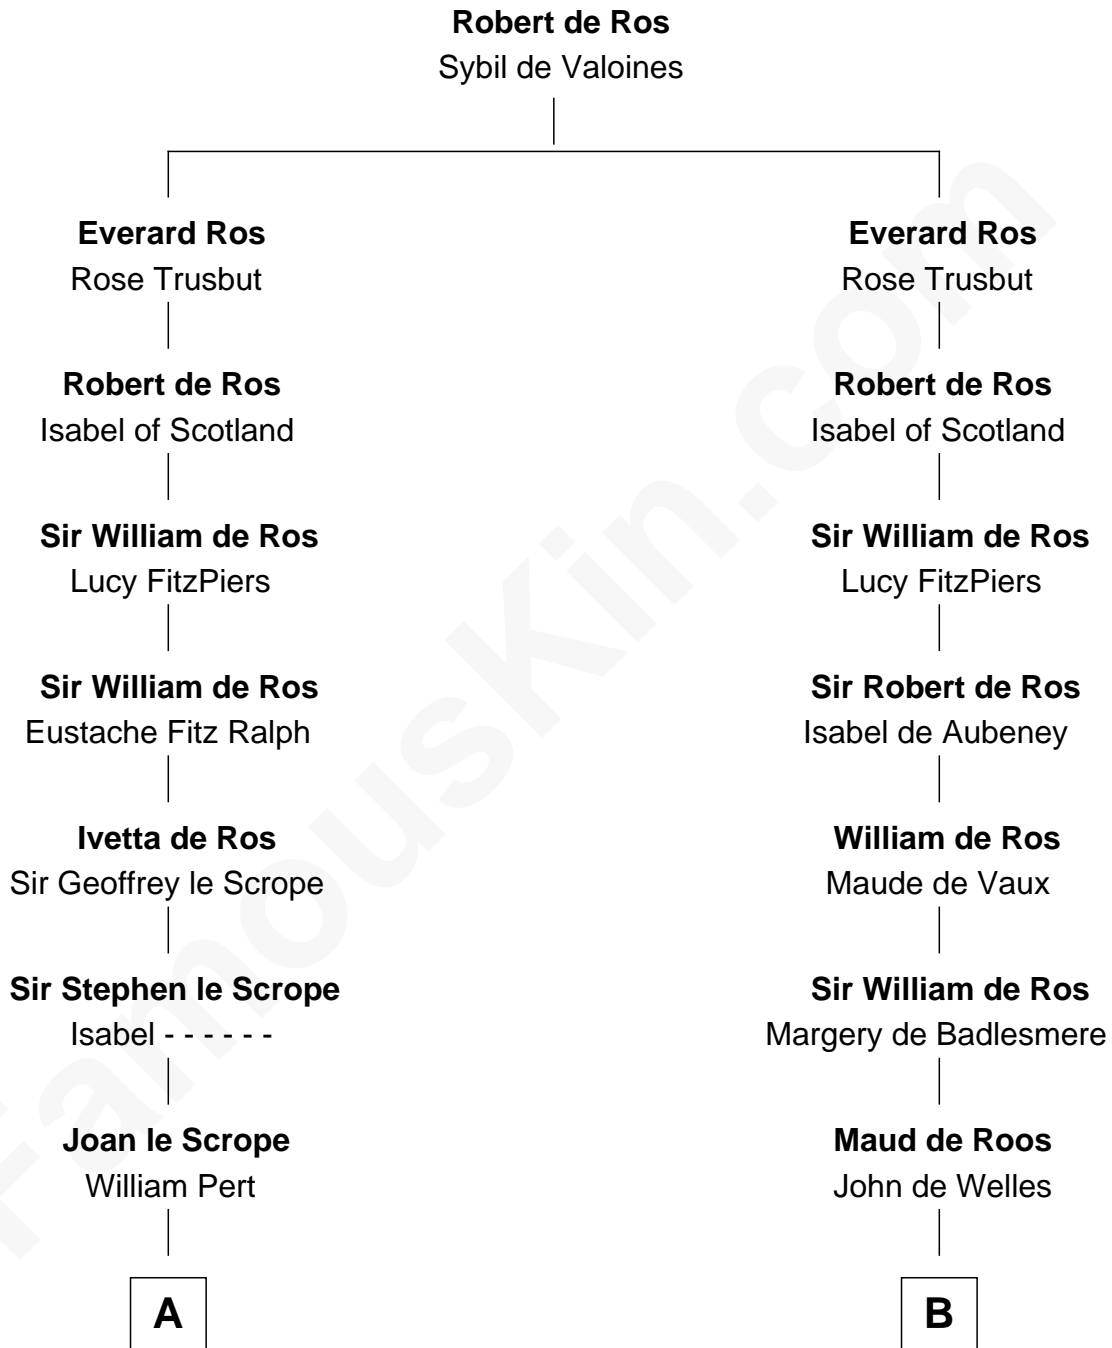 Robert de Ros
Sybil de Valoines
Everard Ros
Rose Trusbut
Robert de Ros
Isabel of Scotland
Sir William de Ros
Lucy FitzPiers
Sir William de Ros
Eustache Fitz Ralph
Ivetta de Ros
Sir Geoffrey le Scrope
Sir Stephen le Scrope
Isabel - - - - - -
Joan le Scrope
William Pert
A
Everard Ros
Rose Trusbut
Robert de Ros
Isabel of Scotland
Sir William de Ros
Lucy FitzPiers
Sir Robert de Ros
Isabel de Aubeney
William de Ros
Maude de Vaux
Sir William de Ros
Margery de Badlesmere
Maud de Roos
John de Welles
B
FamousKin.com